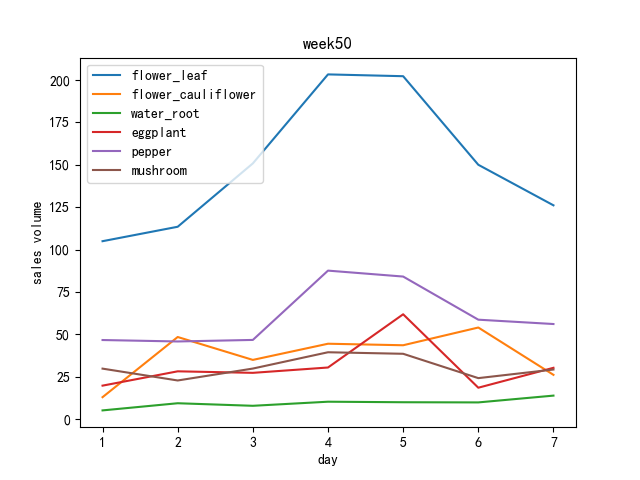 week50
flower_leaf
flower_cauliflower
water_root
eggplant
pepper
mushroom
200
175
150
125
100
75
50
25
0
sales volume
1 2 3 4 5 6 7
day